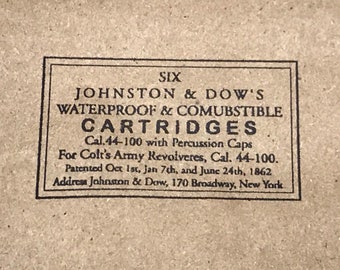 SIX
JOHNSTON & DOW'S
WATERPROOF & COMUBSTIBLE
CARTRIDGES
Cal.44-100 with Percussion Caps
For Colt's Army Revolveres, Cal. 44-100.
Patented Oct 1st, Jan 7th, and June 24th, 1862
Address Johnston & Dow, 170 Broadway, New York